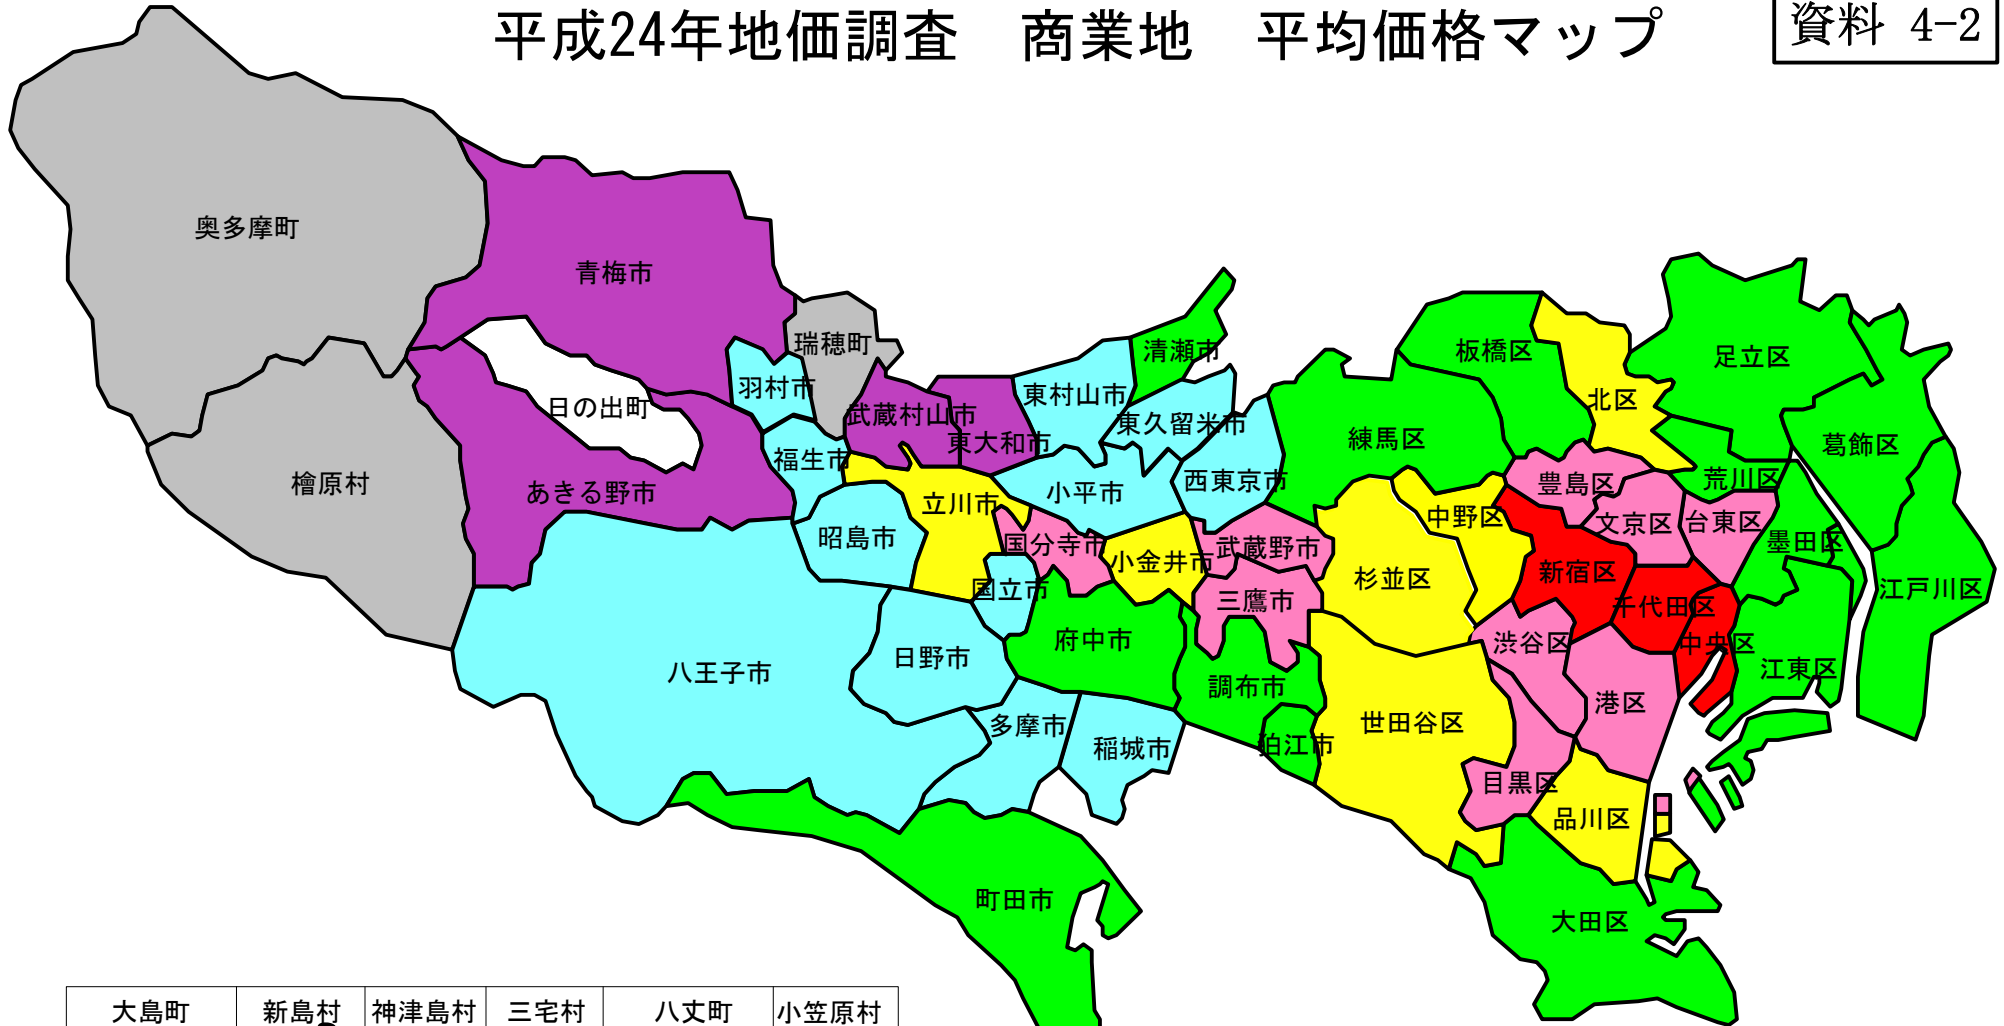 平成24年地価調査　商業地　平均価格マップ
資料 4-2
奥多摩町
青梅市
瑞穂町
清瀬市
板橋区
足立区
羽村市
日の出町
武蔵村山市
東大和市
東村山市
東久留米市
練馬区
北区
葛飾区
檜原村
あきる野市
福生市
立川市
小平市
西東京市
豊島区
荒川区
昭島市
国分寺市
小金井市
武蔵野市
中野区
文京区
台東区
墨田区
国立市
三鷹市
杉並区
新宿区
千代田区
江戸川区
八王子市
日野市
府中市
調布市
渋谷区
中央区
江東区
多摩市
稲城市
狛江市
世田谷区
港区
目黒区
品川区
町田市
大田区
大島町
新島村
神津島村
三宅村
八丈町
小笠原村